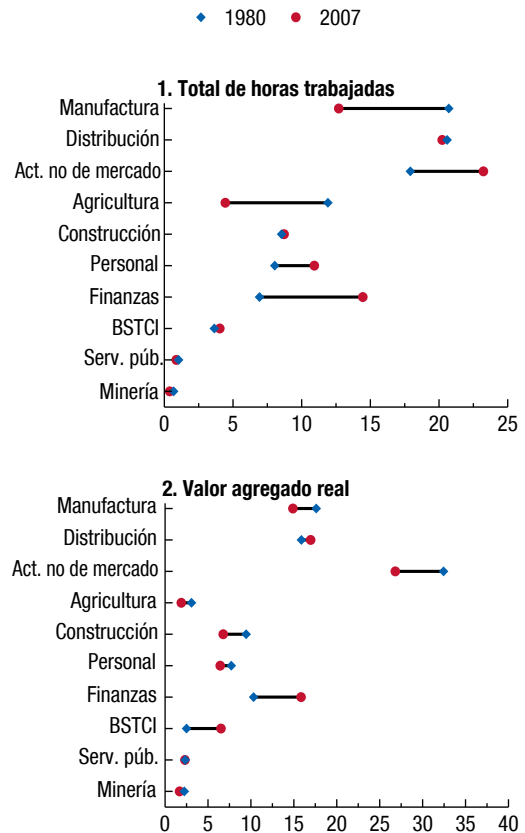 1980 2007
1. Total de horas trabajadas
Manufactura
Distribución
Act. no de mercado
Agricultura
Construcción
Personal
Finanzas
BSTCI
Serv. púb.
Minería
0 5 10 15 20 25
2. Valor agregado real
Manufactura
Distribución
Act. no de mercado
Agricultura
Construcción
Personal
Finanzas
BSTCI
Serv. púb.
Minería
0 5 10 15 20 25 30 35 40